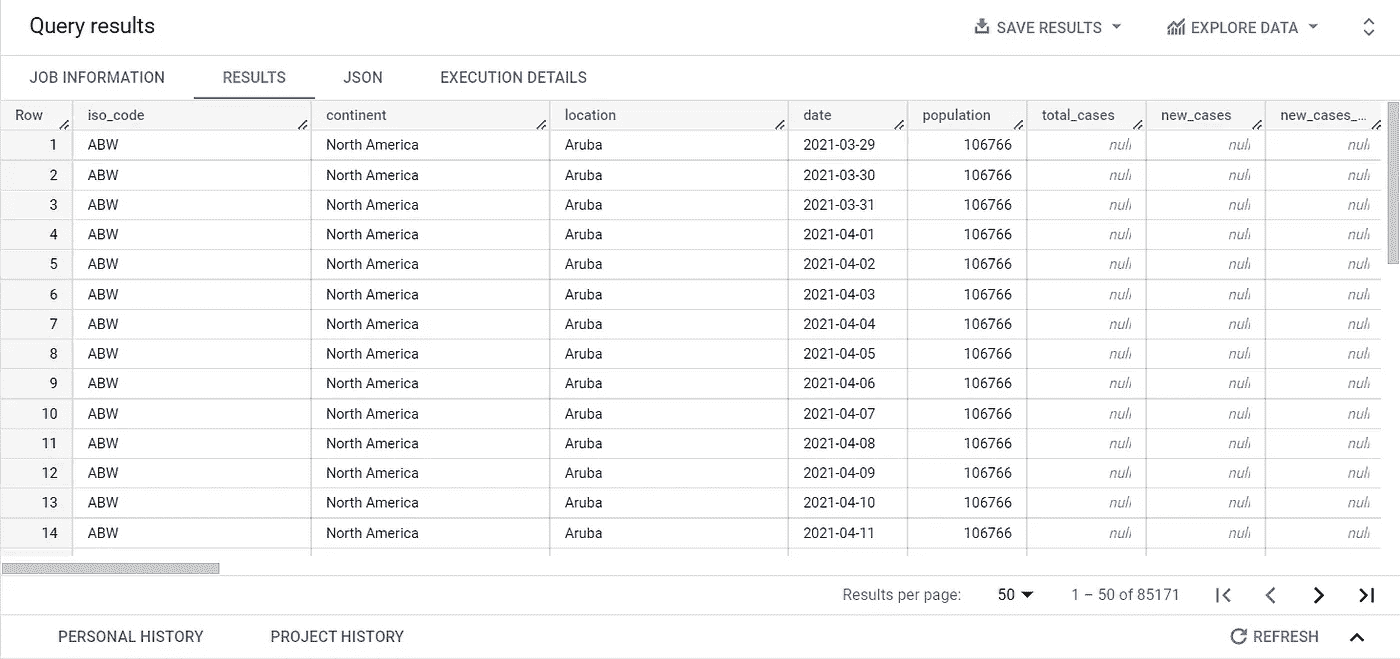 Query results SAVE RESULTS EXPLORE DATA
JOB INFORMATION RESULTS JSON EXECUTION DETAILS
Row iso_code continent location date population total_cases new_cases new_cases_...
1 ABW North America Aruba 2021-03-29 106766 null null null
2 ABW North America Aruba 2021-03-30 106766 null null null
3 ABW North America Aruba 2021-03-31 106766 null null null
4 ABW North America Aruba 2021-04-01 106766 null null null
5 ABW North America Aruba 2021-04-02 106766 null null null
6 ABW North America Aruba 2021-04-03 106766 null null null
7 ABW North America Aruba 2021-04-04 106766 null null null
8 ABW North America Aruba 2021-04-05 106766 null null null
9 ABW North America Aruba 2021-04-06 106766 null null null
10 ABW North America Aruba 2021-04-07 106766 null null null
11 ABW North America Aruba 2021-04-08 106766 null null null
12 ABW North America Aruba 2021-04-09 106766 null null null
13 ABW North America Aruba 2021-04-10 106766 null null null
14 ABW North America Aruba 2021-04-11 106766 null null null
Results per page: 50 1 – 50 of 85171
PERSONAL HISTORY PROJECT HISTORY REFRESH